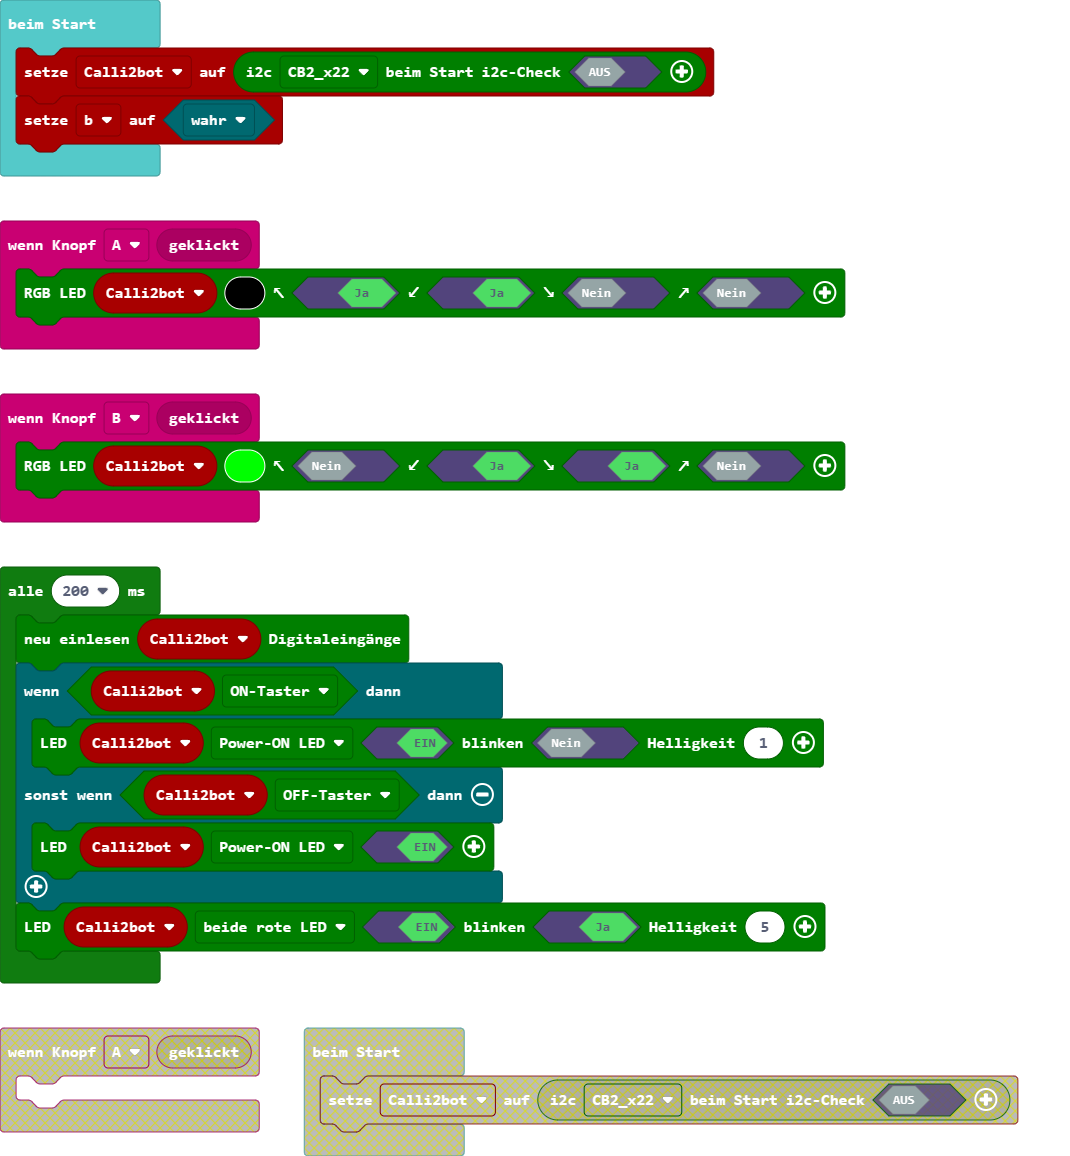 beim Start
setze Calli2bot auf i2c CB2_x22 beim Start i2c-Check AUS
setze b auf wahr
wenn Knopf A geklickt
RGB LED Calli2bot ↖ Ja ↙ Ja ↘ Nein ↗ Nein
wenn Knopf B geklickt
RGB LED Calli2bot ↖ Nein ↙ Ja ↘ Ja ↗ Nein
alle 200 ms
neu einlesen Calli2bot Digitaleingänge
wenn Calli2bot ON-Taster dann
LED Calli2bot Power-ON LED EIN blinken Nein Helligkeit 1
sonst wenn Calli2bot OFF-Taster dann
LED Calli2bot Power-ON LED EIN
LED Calli2bot beide rote LED EIN blinken Ja Helligkeit 5
wenn Knopf A geklickt
beim Start
setze Calli2bot auf i2c CB2_x22 beim Start i2c-Check AUS